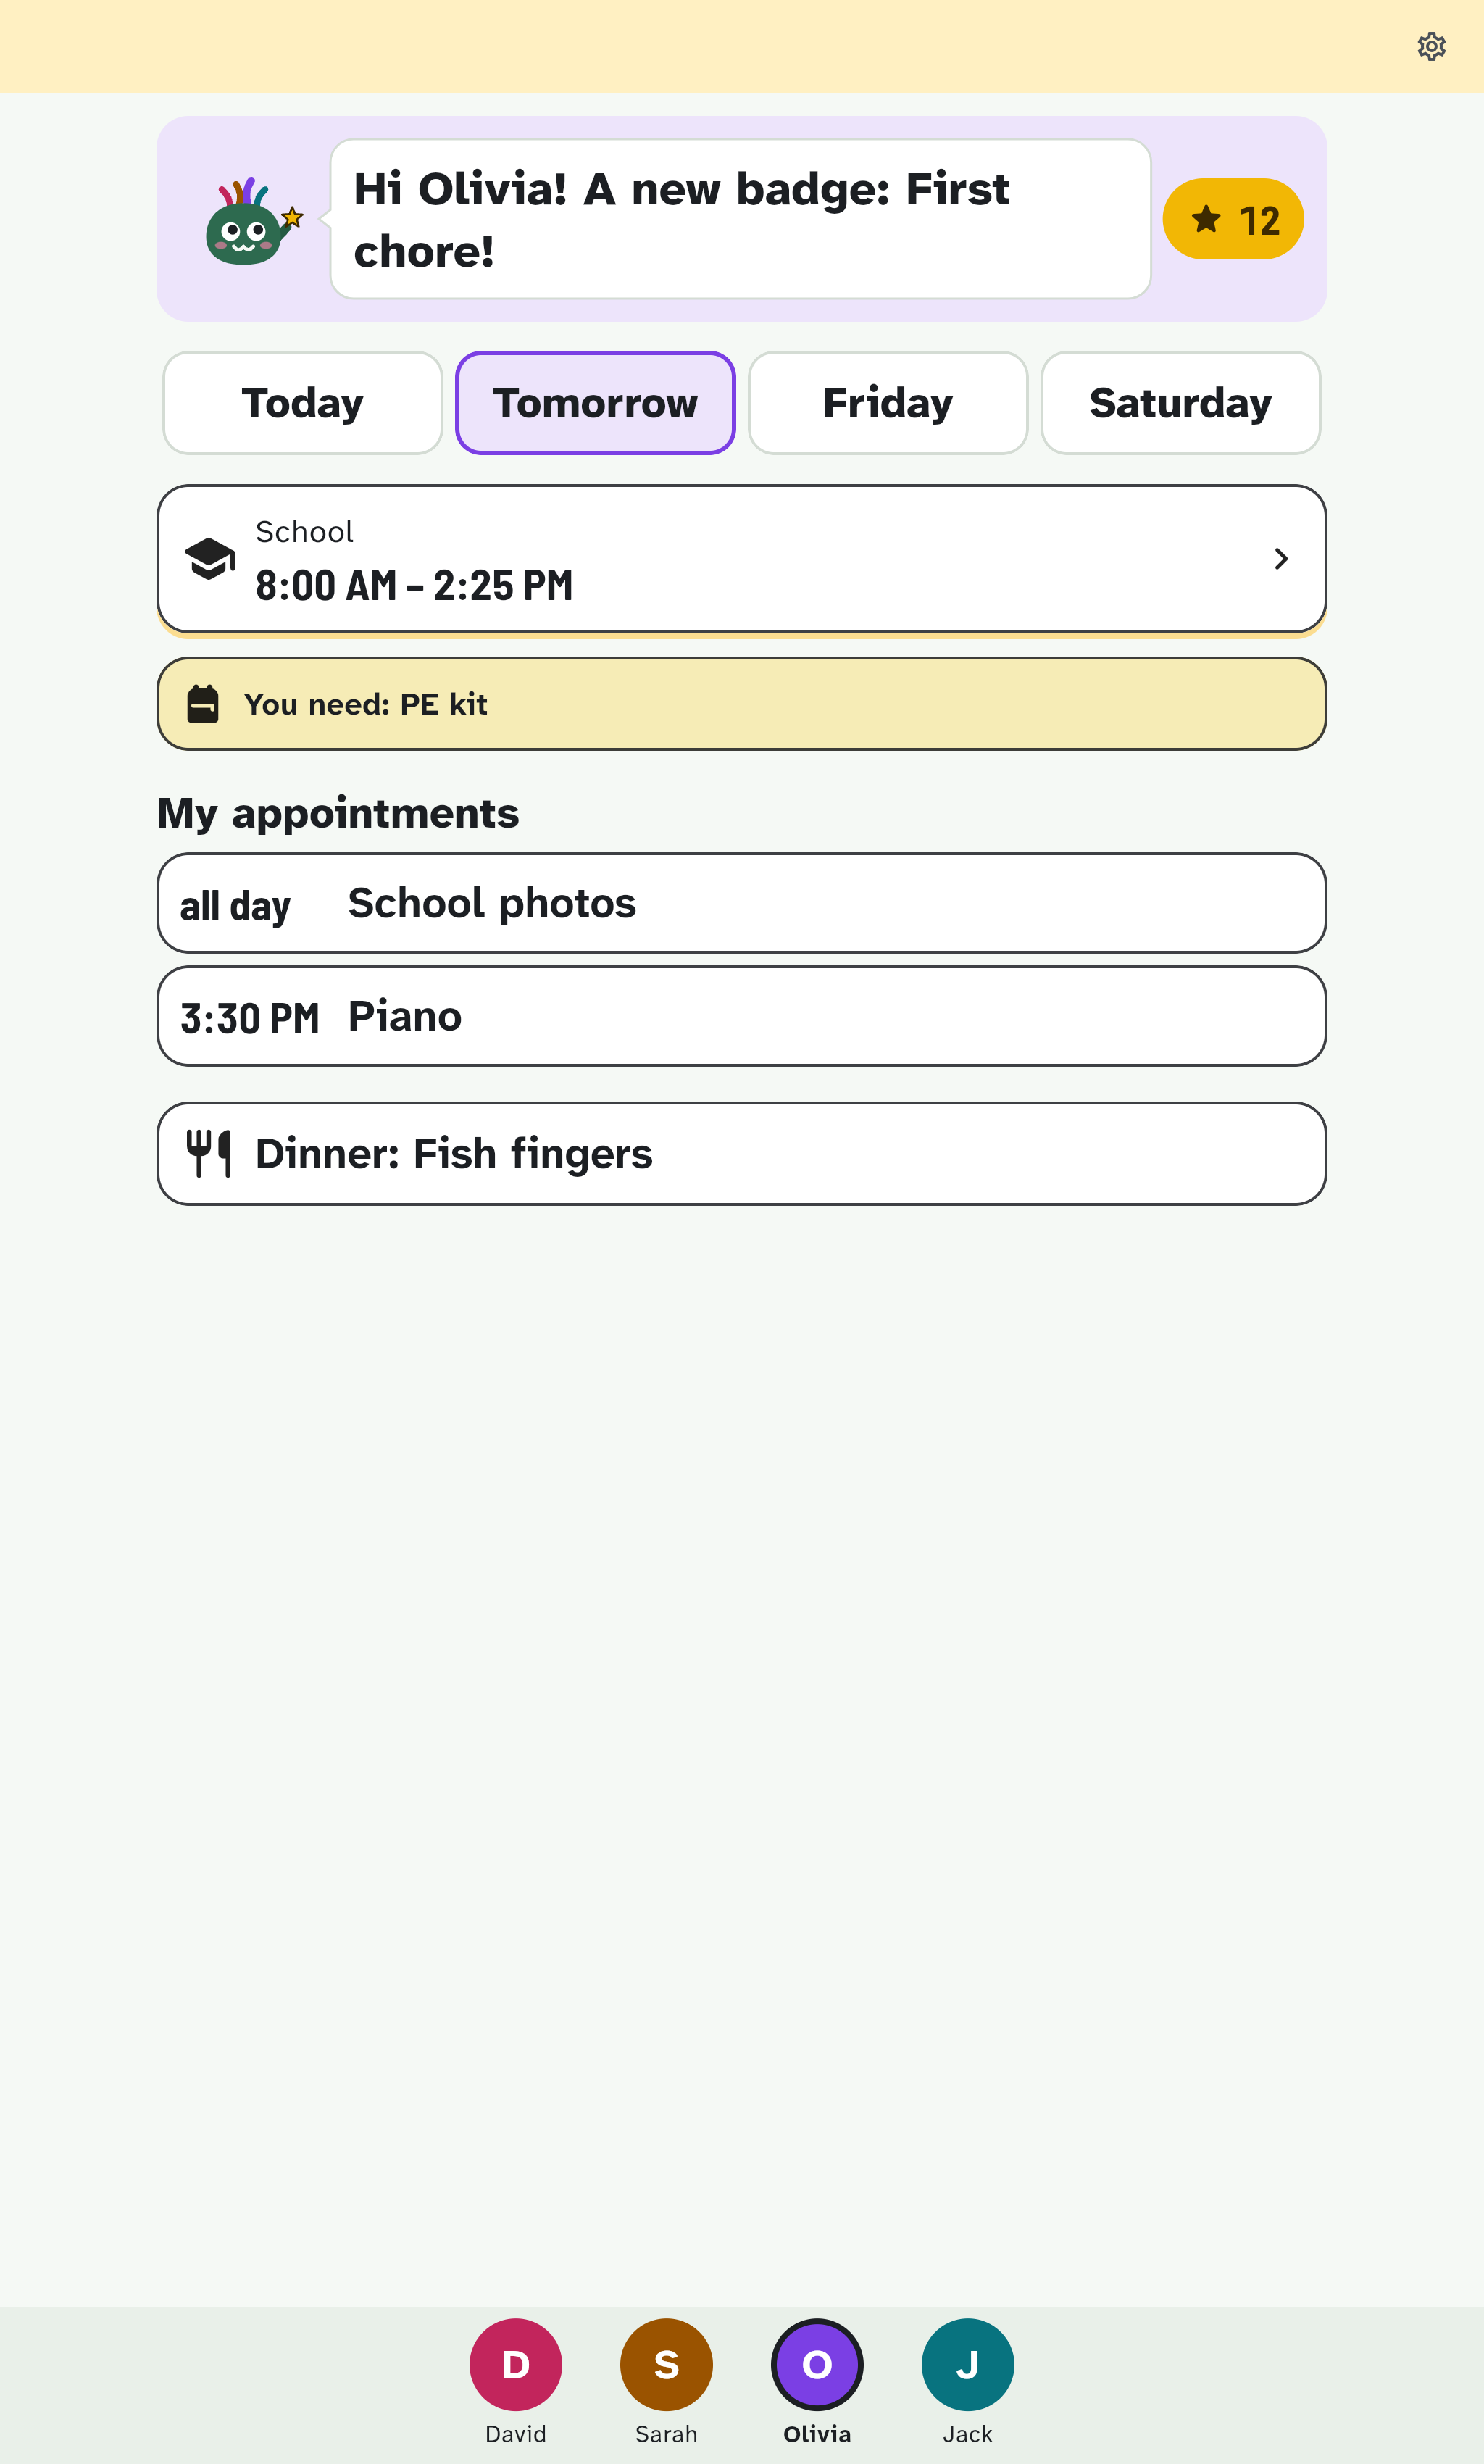 Hi Olivia! A new badge: First
chore!
12
Today
Tomorrow
Friday
Saturday
School
8:00 AM – 2:25 PM
You need: PE kit
My appointments
all day School photos
3:30 PM Piano
Dinner: Fish fingers
D
S
O
J
David
Sarah
Olivia
Jack